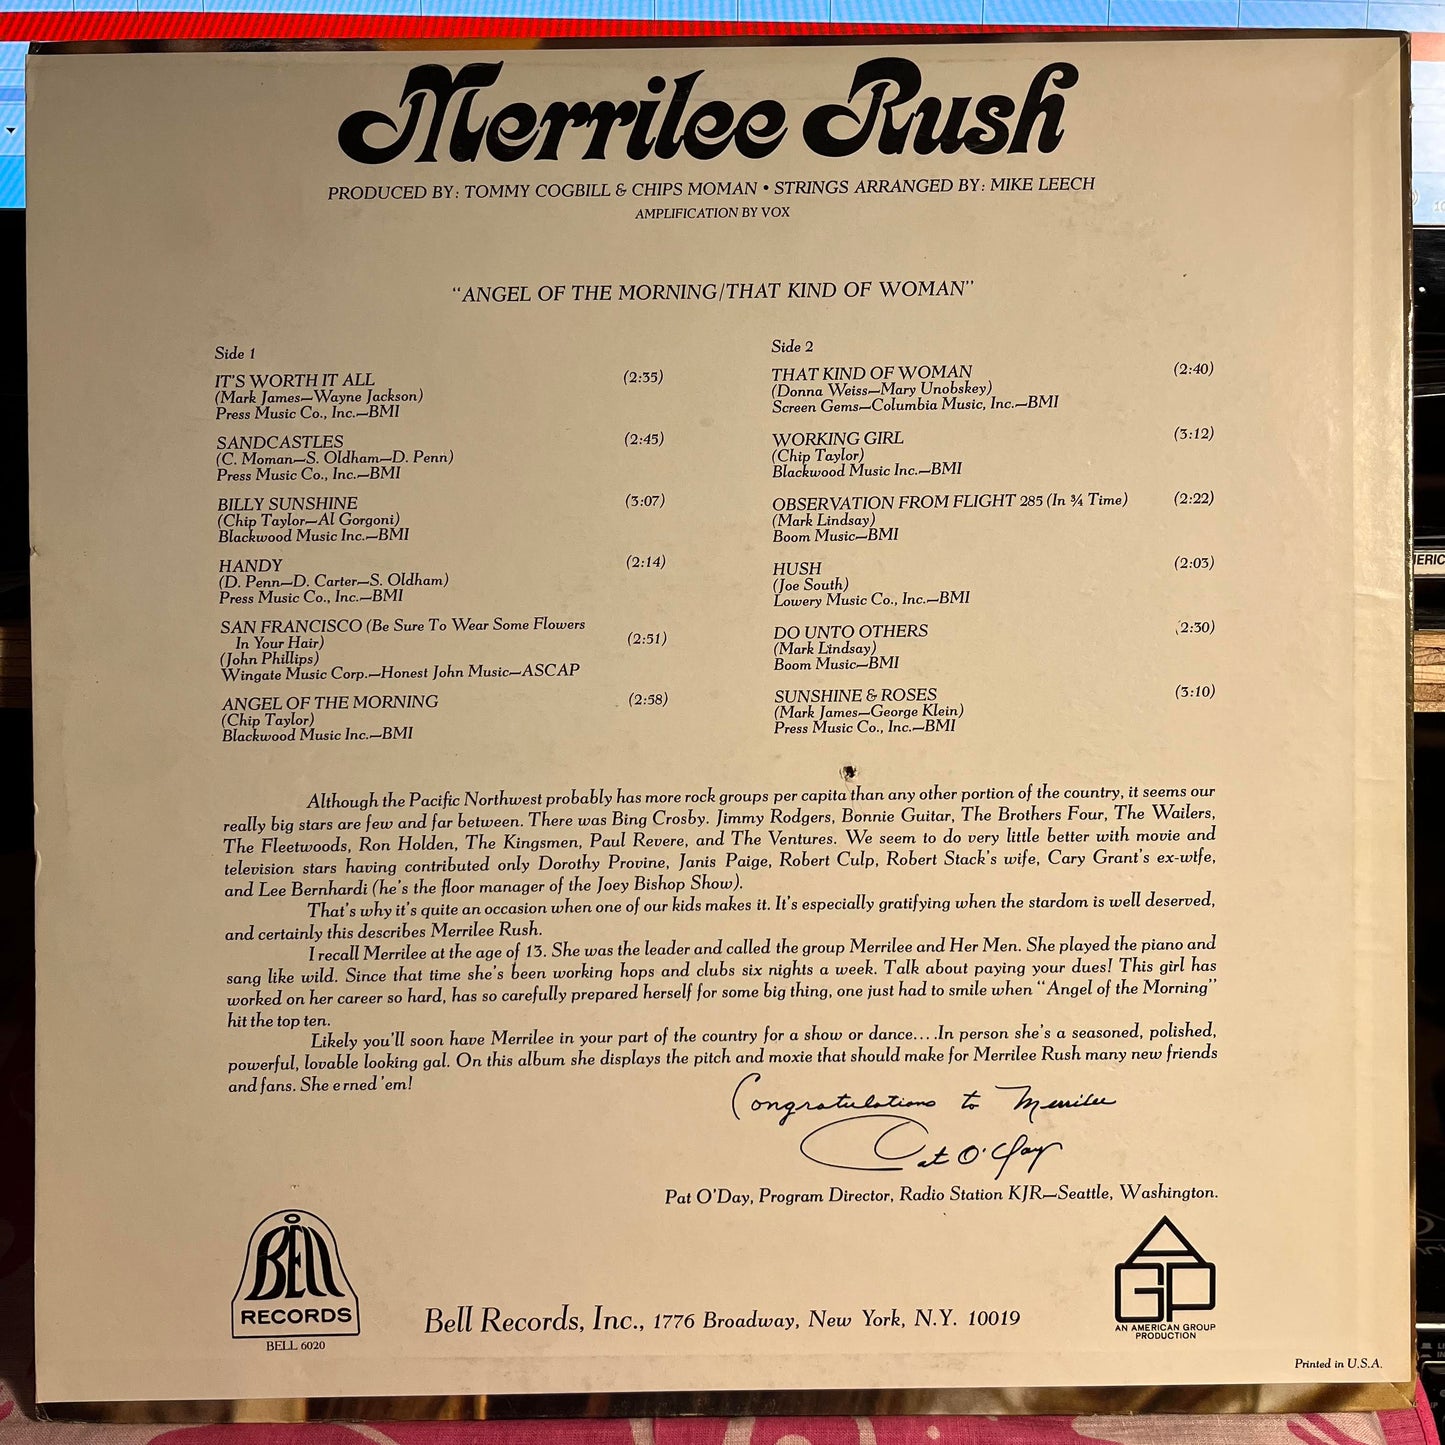 Merrilee Rush
PRODUCED BY: TOMMY COGBILL & CHIPS MOMAN • STRINGS ARRANGED BY: MIKE LEECH
AMPLIFICATION BY VOX
“ANGEL OF THE MORNING/THAT KIND OF WOMAN”
Side 1
IT'S WORTH IT ALL (2:35)
(Mark James—Wayne Jackson)
Press Music Co., Inc.—BMI
SANDCASTLES (2:45)
(C. Moman—S. Oldham—D. Penn)
Press Music Co., Inc.—BMI
BILLY SUNSHINE (3:07)
(Chip Taylor—Al Gorgoni)
Blackwood Music Inc.—BMI
HANDY (2:14)
(D. Penn—D. Carter—S. Oldham)
Press Music Co., Inc.—BMI
SAN FRANCISCO (Be Sure To Wear Some Flowers
In Your Hair) (2:51)
(John Phillips)
Wingate Music Corp.—Honest John Music—ASCAP
ANGEL OF THE MORNING (2:58)
(Chip Taylor)
Blackwood Music Inc.—BMI
Side 2
THAT KIND OF WOMAN (2:40)
(Donna Weiss—Mary Unobskey)
Screen Gems—Columbia Music, Inc.—BMI
WORKING GIRL (3:12)
(Chip Taylor)
Blackwood Music Inc.—BMI
OBSERVATION FROM FLIGHT 285 (In ¾ Time) (2:22)
(Mark Lindsay)
Boom Music—BMI
HUSH (2:03)
(Joe South)
Lowery Music Co., Inc.—BMI
DO UNTO OTHERS (2:30)
(Mark Lindsay)
Boom Music—BMI
SUNSHINE & ROSES (3:10)
(Mark James—George Klein)
Press Music Co., Inc.—BMI
Although the Pacific Northwest probably has more rock groups per capita than any other portion of the country, it seems our
really big stars are few and far between. There was Bing Crosby. Jimmy Rodgers, Bonnie Guitar, The Brothers Four, The Wailers,
The Fleetwoods, Ron Holden, The Kingsmen, Paul Revere, and The Ventures. We seem to do very little better with movie and
television stars having contributed only Dorothy Provine, Janis Paige, Robert Culp, Robert Stack's wife, Cary Grant's ex-wife,
and Lee Bernhardi (he's the floor manager of the Joey Bishop Show).
That's why it's quite an occasion when one of our kids makes it. It's especially gratifying when the stardom is well deserved,
and certainly this describes Merrilee Rush.
I recall Merrilee at the age of 13. She was the leader and called the group Merrilee and Her Men. She played the piano and
sang like wild. Since that time she's been working hops and clubs six nights a week. Talk about paying your dues! This girl has
worked on her career so hard, has so carefully prepared herself for some big thing, one just had to smile when “Angel of the Morning”
hit the top ten.
Likely you'll soon have Merrilee in your part of the country for a show or dance....In person she's a seasoned, polished,
powerful, lovable looking gal. On this album she displays the pitch and moxie that should make for Merrilee Rush many new friends
and fans. She e rned 'em!
Congratulations to Merrilee
Pat O'Day
Pat O'Day, Program Director, Radio Station KJR—Seattle, Washington.
BELL
RECORDS
BELL 6020
Bell Records, Inc., 1776 Broadway, New York, N.Y. 10019
AGP
AN AMERICAN GROUP
PRODUCTION
Printed in U.S.A.